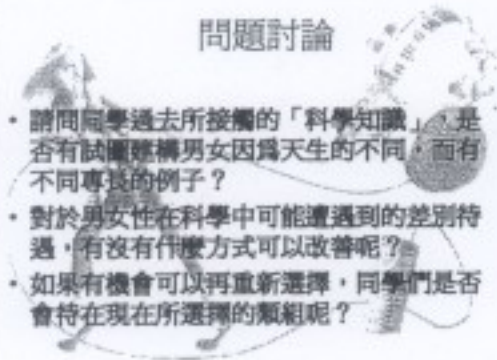 問題討論
• 請問同學過去所接觸的「科學知識」，是
否有試圖建構男女因爲天生的不同，而有
不同專長的例子？
• 對於男女性在科學中可能遭遇到的差別待
遇，有沒有什麼方式可以改善呢？
• 如果有機會可以再重新選擇，同學們是否
會待在現在所選擇的類組呢？